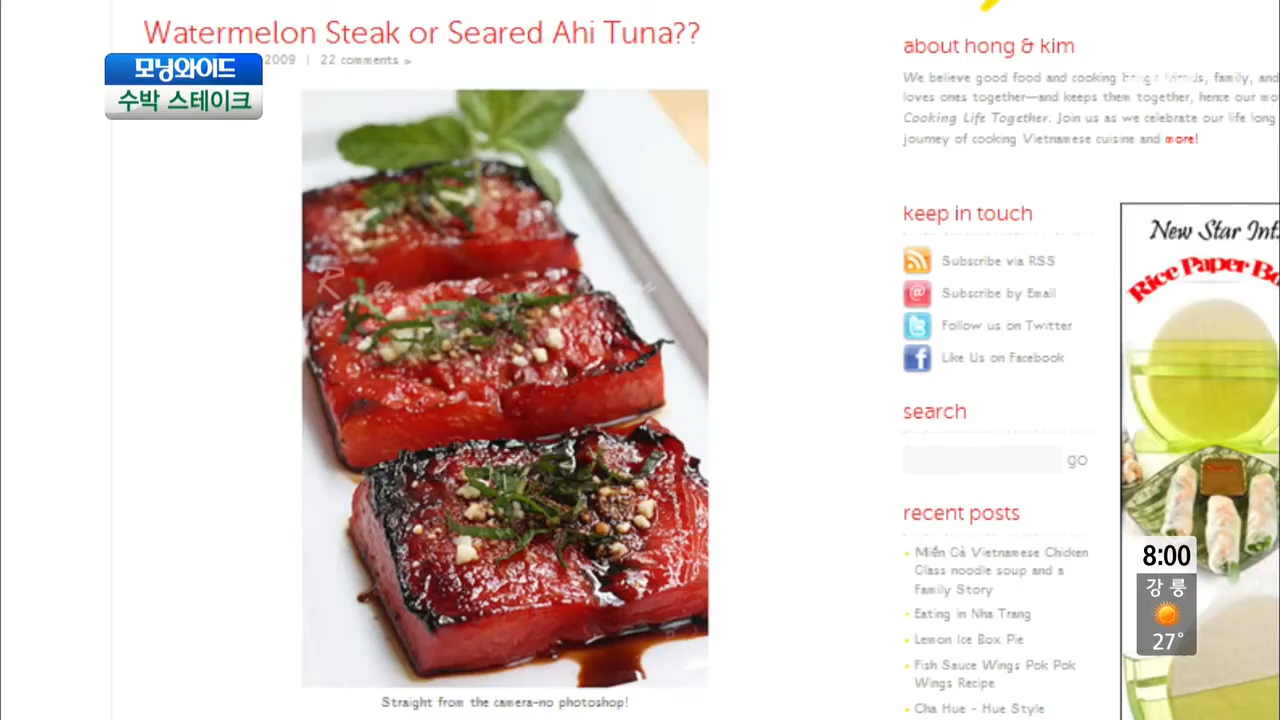 Watermelon Steak or Seared Ahi Tuna??
2009 | 22 comments »
모닝와이드
수박 스테이크
Straight from the camera-no photoshop!
about hong & kim
We believe good food and cooking friends, family, and
loves ones together—and keeps them together, hence our mo
Cooking Life Together. Join us as we celebrate our life long
journey of cooking Vietnamese cuisine and more!
keep in touch
Subscribe via RSS
Subscribe by Email
Follow us on Twitter
Like Us on Facebook
search
go
recent posts
Miến Gà Vietnamese Chicken
Glass noodle soup and a
Family Story
Eating in Nha Trang
Lemon Ice Box Pie
Fish Sauce Wings Pok Pok
Wings Recipe
Cha Hue - Hue Style
New Star Int.
Rice Paper Bo
8:00
강릉
27°